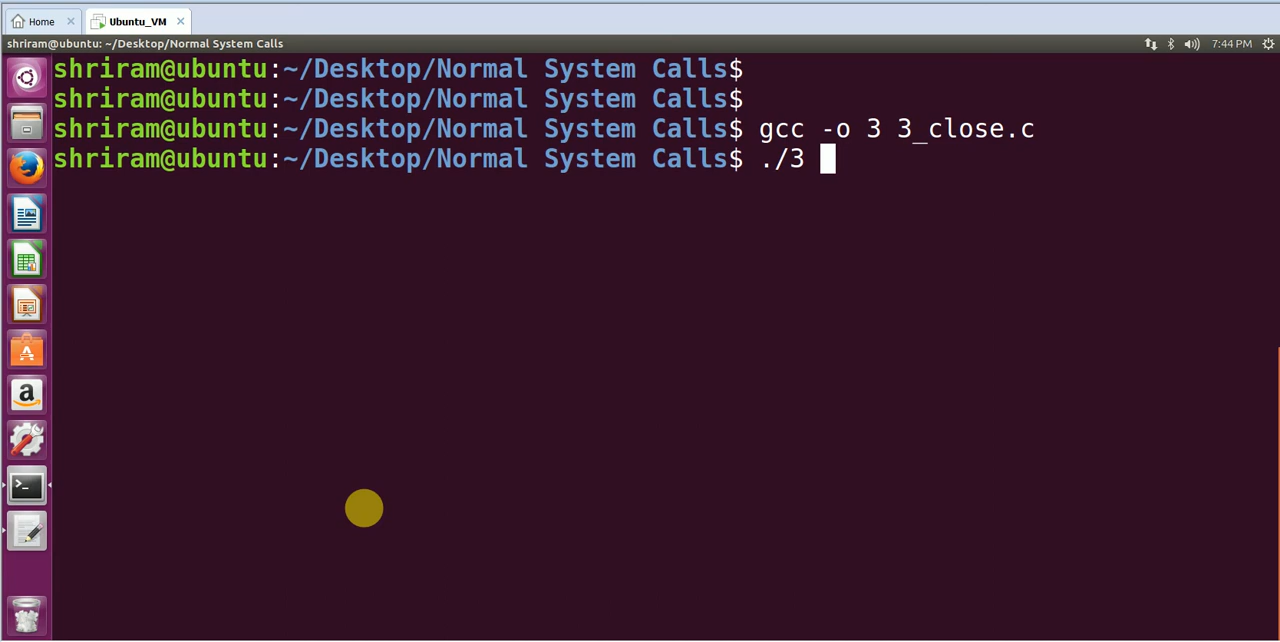 Home
Ubuntu_VM
shriram@ubuntu: ~/Desktop/Normal System Calls
7:44 PM
shriram@ubuntu:~/Desktop/Normal System Calls$
shriram@ubuntu:~/Desktop/Normal System Calls$
shriram@ubuntu:~/Desktop/Normal System Calls$ gcc -o 3 3_close.c
shriram@ubuntu:~/Desktop/Normal System Calls$ ./3